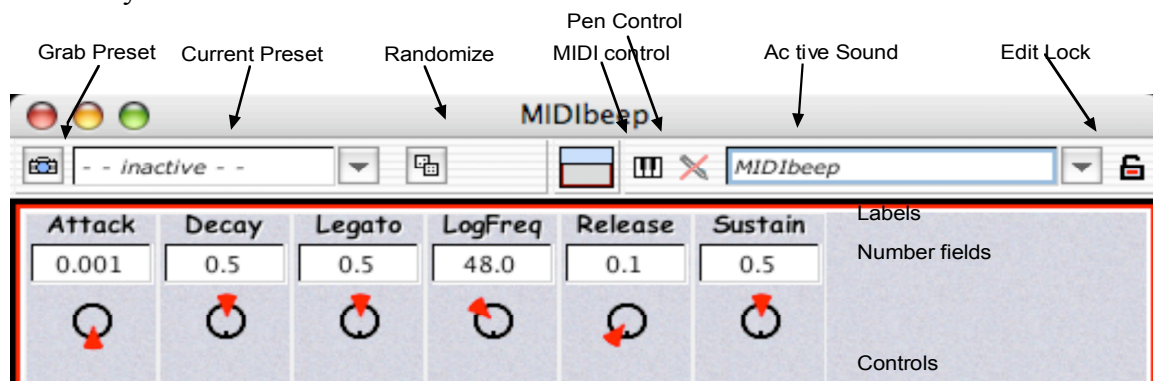 Pen Control
Grab Preset Current Preset Randomize MIDI control Ac tive Sound Edit Lock
MIDIbeep
- - inactive - - MIDIbeep
Attack Decay Legato LogFreq Release Sustain Labels
0.001 0.5 0.5 48.0 0.1 0.5 Number fields
Controls